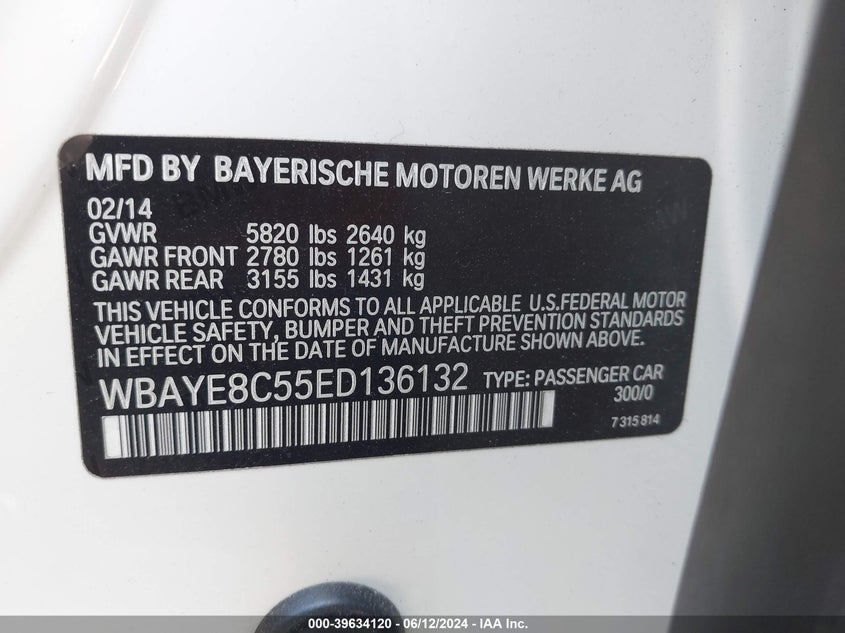 MFD BY BAYERISCHE MOTOREN WERKE AG
02/14
GVWR 5820 lbs 2640 kg
GAWR FRONT 2780 lbs 1261 kg
GAWR REAR 3155 lbs 1431 kg
THIS VEHICLE CONFORMS TO ALL APPLICABLE U.S.FEDERAL MOTOR
VEHICLE SAFETY, BUMPER AND THEFT PREVENTION STANDARDS
IN EFFECT ON THE DATE OF MANUFACTURE SHOWN ABOVE.
WBAYE8C55ED136132 TYPE: PASSENGER CAR
300/0
7 315 814
000-39634120 - 06/12/2024 - IAA Inc.